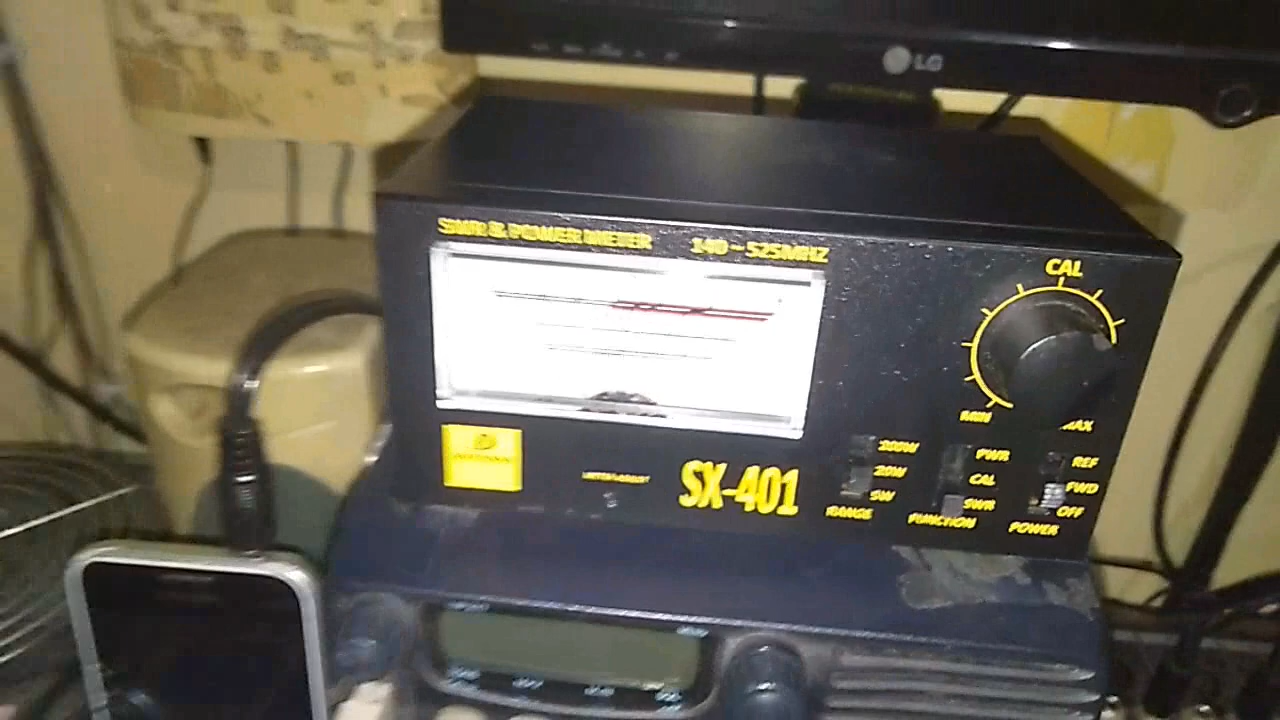 LG
SWR & POWER METER 140 - 525MHZ
CAL
MIN
MAX
SX-401
200W
20W
5W
RANGE
PWR
CAL
SWR
FUNCTION
REF
FWD
OFF
POWER